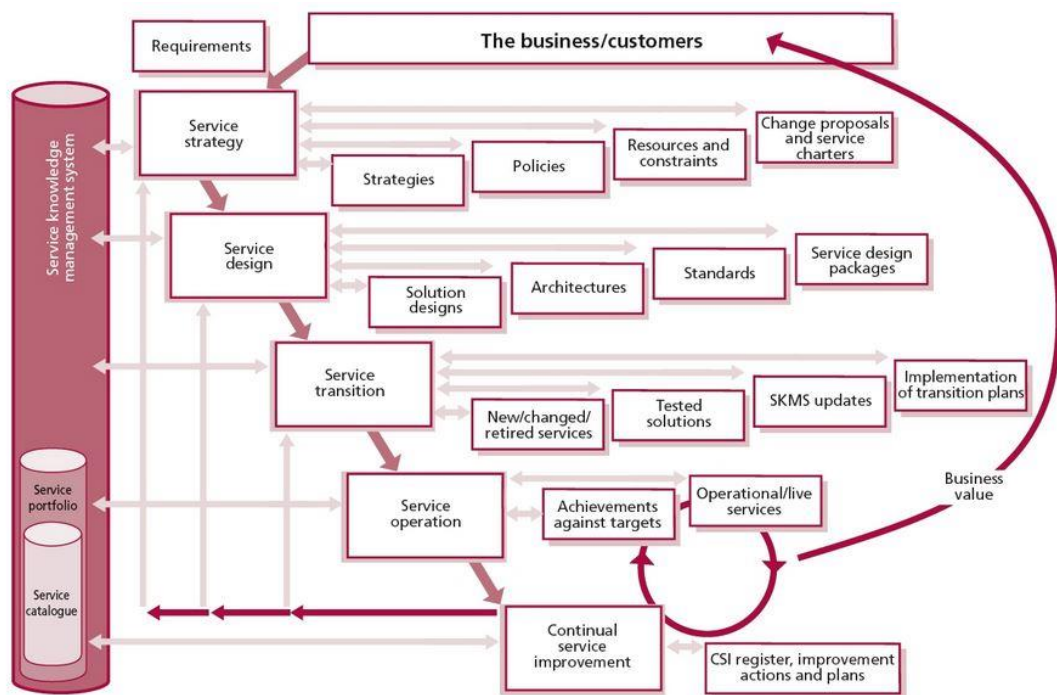 Requirements
The business/customers
Service knowledge
management system
Service
strategy
Strategies
Policies
Resources and
constraints
Change proposals
and service
charters
Service
design
Solution
designs
Architectures
Standards
Service design
packages
Service
transition
New/changed/
retired services
Tested
solutions
SKMS updates
Implementation
of transition plans
Service
portfolio
Service
catalogue
Service
operation
Achievements
against targets
Operational/live
services
Business
value
Continual
service
improvement
CSI register, improvement
actions and plans